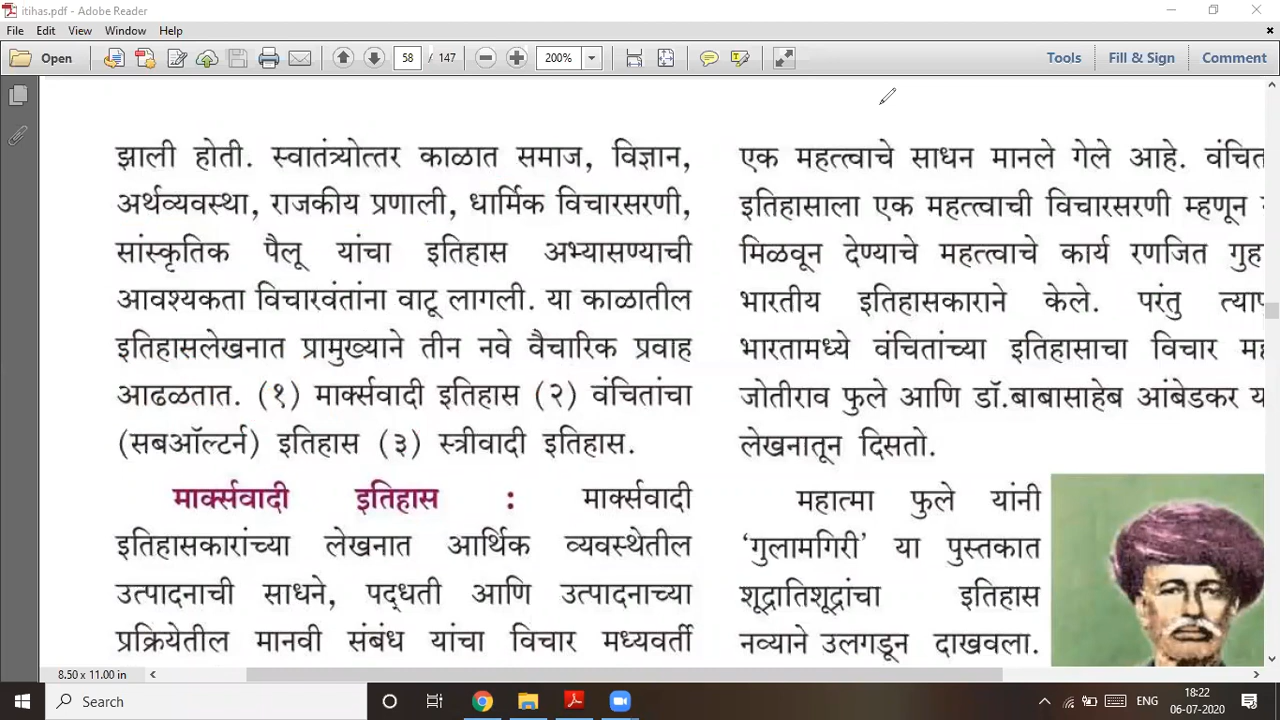 itihas.pdf - Adobe Reader
File Edit View Window Help
Open 58 / 147 200% Tools Fill & Sign Comment
झाली होती. स्वातंत्र्योत्तर काळात समाज, विज्ञान,
अर्थव्यवस्था, राजकीय प्रणाली, धार्मिक विचारसरणी,
सांस्कृतिक पैलू यांचा इतिहास अभ्यासण्याची
आवश्यकता विचारवंतांना वाटू लागली. या काळातील
इतिहासलेखनात प्रामुख्याने तीन नवे वैचारिक प्रवाह
आढळतात. (१) मार्क्सवादी इतिहास (२) वंचितांचा
(सबऑल्टर्न) इतिहास (३) स्त्रीवादी इतिहास.
मार्क्सवादी इतिहास : मार्क्सवादी
इतिहासकारांच्या लेखनात आर्थिक व्यवस्थेतील
उत्पादनाची साधने, पद्धती आणि उत्पादनाच्या
प्रक्रियेतील मानवी संबंध यांचा विचार मध्यवर्ती
एक महत्त्वाचे साधन मानले गेले आहे.
इतिहासाला एक महत्त्वाची विचारसरणी म्हणून
मिळवून देण्याचे महत्त्वाचे कार्य रणजित
भारतीय इतिहासकाराने केले. परंतु
भारतामध्ये वंचितांच्या इतिहासाचा विचार
जोतीराव फुले आणि डॉ.बाबासाहेब आंबेडकर
लेखनातून दिसतो.
महात्मा फुले यांनी
‘गुलामगिरी’ या पुस्तकात
शूद्रातिशूद्रांचा इतिहास
नव्याने उलगडून दाखवला.
8.50 x 11.00 in
Search ENG 18:22
06-07-2020